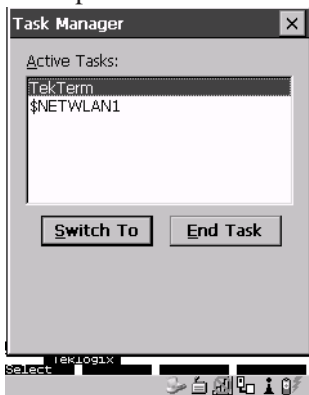 Task Manager
Active Tasks:
TekTerm
$NETWLAN1
Switch To
End Task
Teklogix
Select